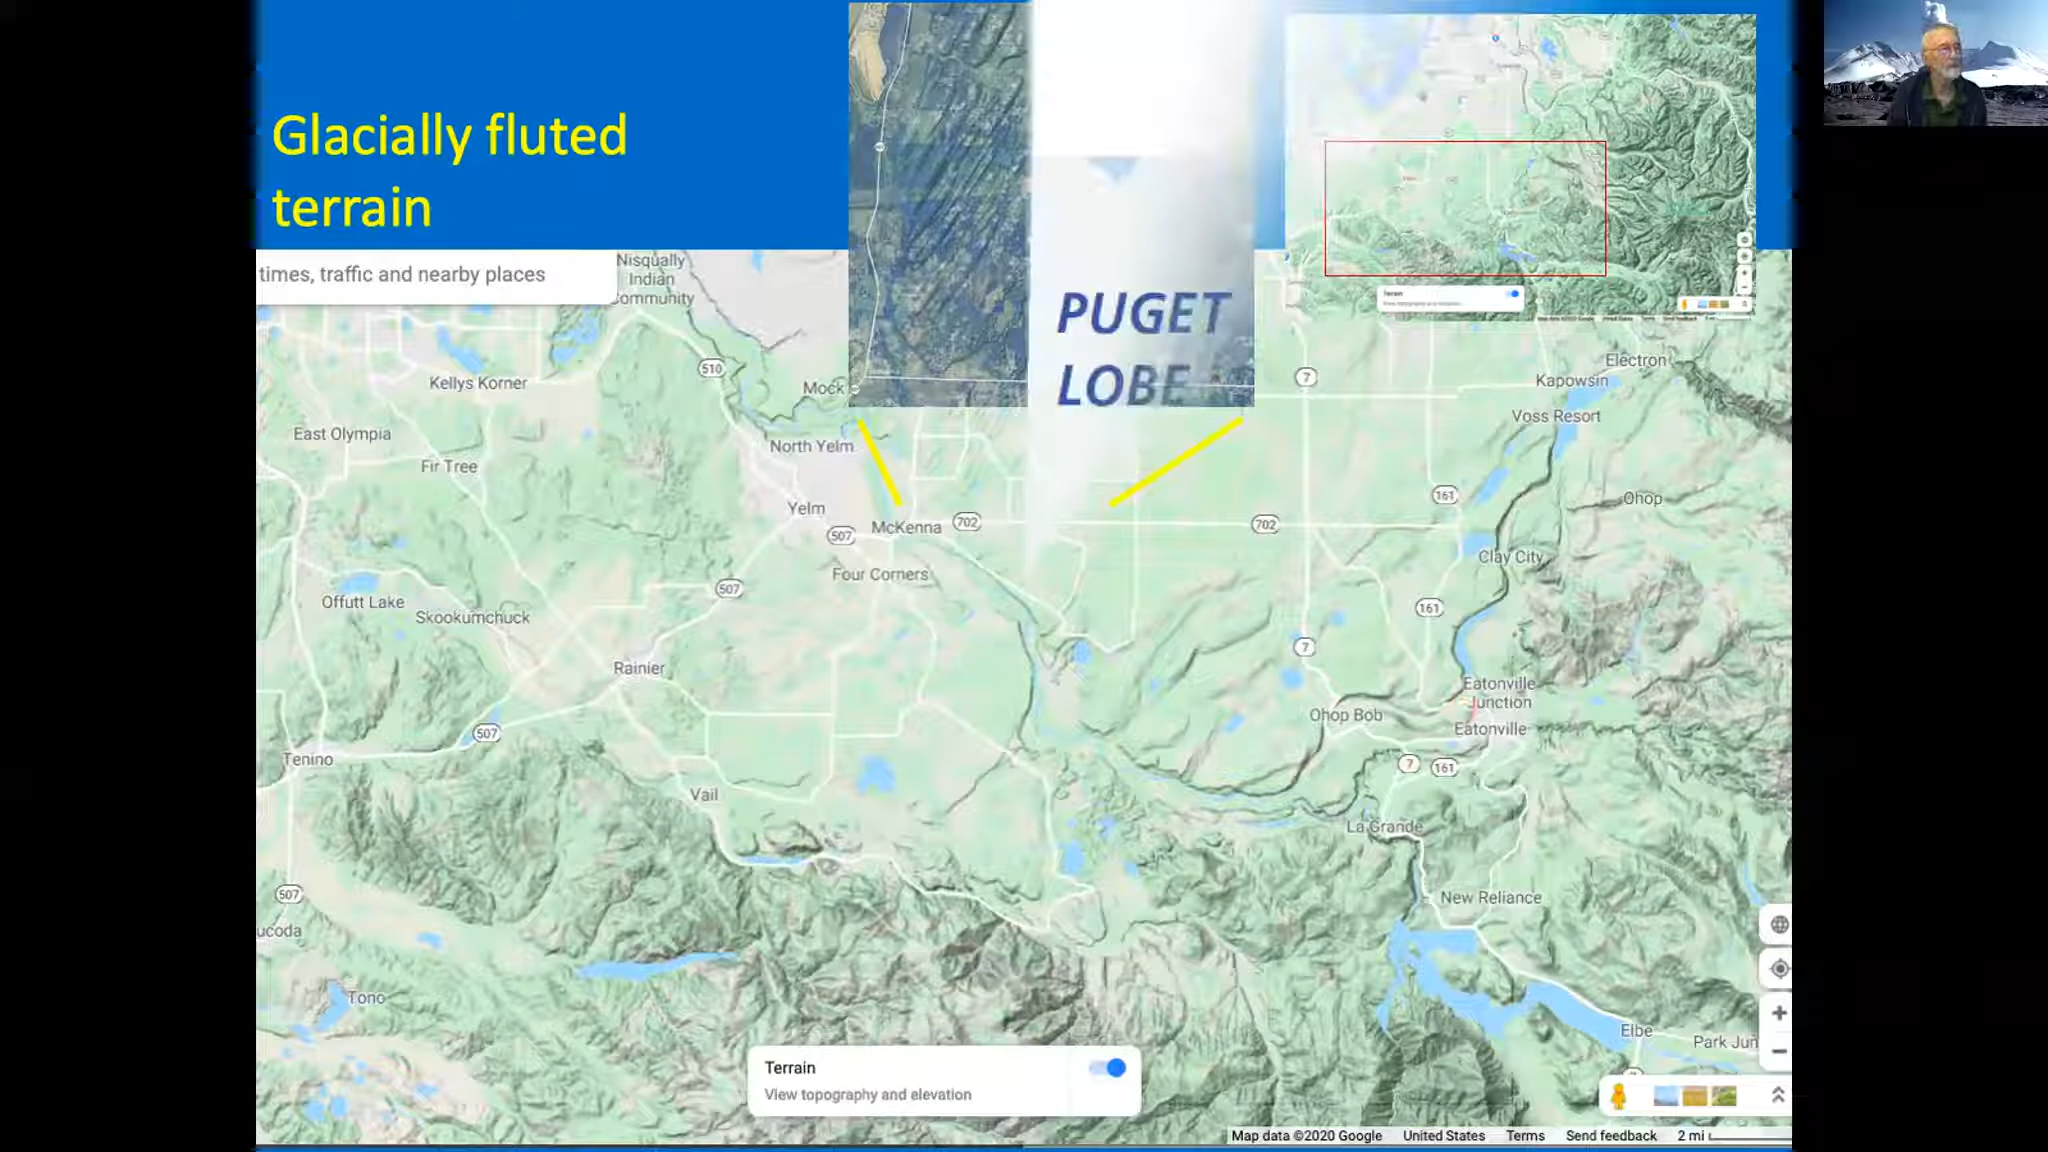 Glacially fluted
terrain
times, traffic and nearby places
Nisqually
Indian
Community
PUGET
LOBE
Terrain
Electron
Kapowsin
Voss Resort
510
7
Kellys Korner
Mock
East Olympia
North Yelm
Fir Tree
161
Ohop
Yelm
McKenna
702
702
507
Clay City
Four Corners
507
Offutt Lake
Skookumchuck
161
7
Rainier
Eatonville
Junction
Ohop Bob
Eatonville
507
Tenino
7
161
Vail
La Grande
507
New Reliance
ucoda
Tono
Elbe
Park Jun
Terrain
View topography and elevation
Map data ©2020 Google
United States
Terms
Send feedback
2 mi